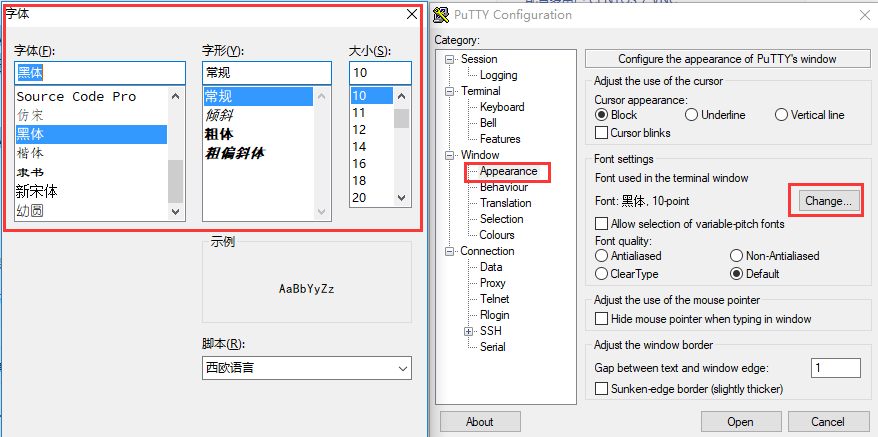 字体
字体(F):
字形(Y):
大小(S):
黑体
常规
10
Source Code Pro
仿宋
黑体
楷体
隶书
新宋体
幼圆
常规
倾斜
粗体
粗偏斜体
10
11
12
14
16
18
20
示例
AaBbYyZz
脚本(R):
西欧语言
PuTTY Configuration
Category:
Session
Logging
Terminal
Keyboard
Bell
Features
Window
Appearance
Behaviour
Translation
Selection
Colours
Connection
Data
Proxy
Telnet
Rlogin
SSH
Serial
Configure the appearance of PuTTY's window
Adjust the use of the cursor
Cursor appearance:
Block
Underline
Vertical line
Cursor blinks
Font settings
Font used in the terminal window
Font: 黑体, 10-point
Change...
Allow selection of variable-pitch fonts
Font quality:
Antialiased
Non-Antialiased
ClearType
Default
Adjust the use of the mouse pointer
Hide mouse pointer when typing in window
Adjust the window border
Gap between text and window edge:
1
Sunken-edge border (slightly thicker)
About
Open
Cancel